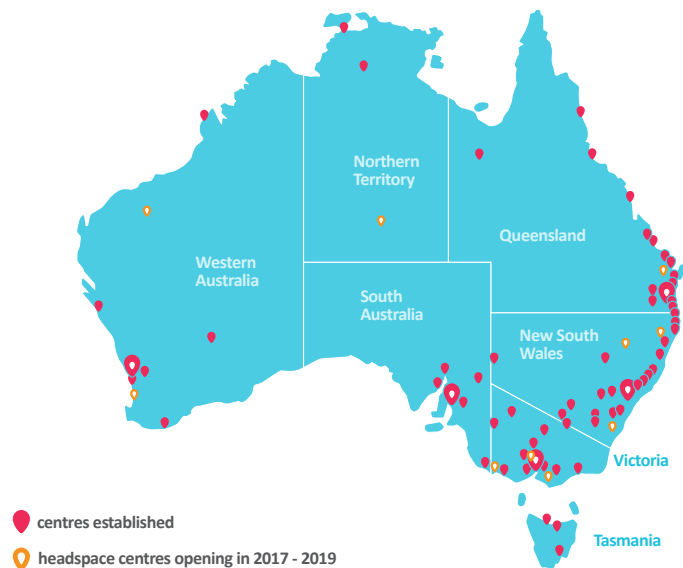 Northern
Territory
Queensland
Western
Australia
South
Australia
New South
Wales
Victoria
centres established
Tasmania
headspace centres opening in 2017 - 2019